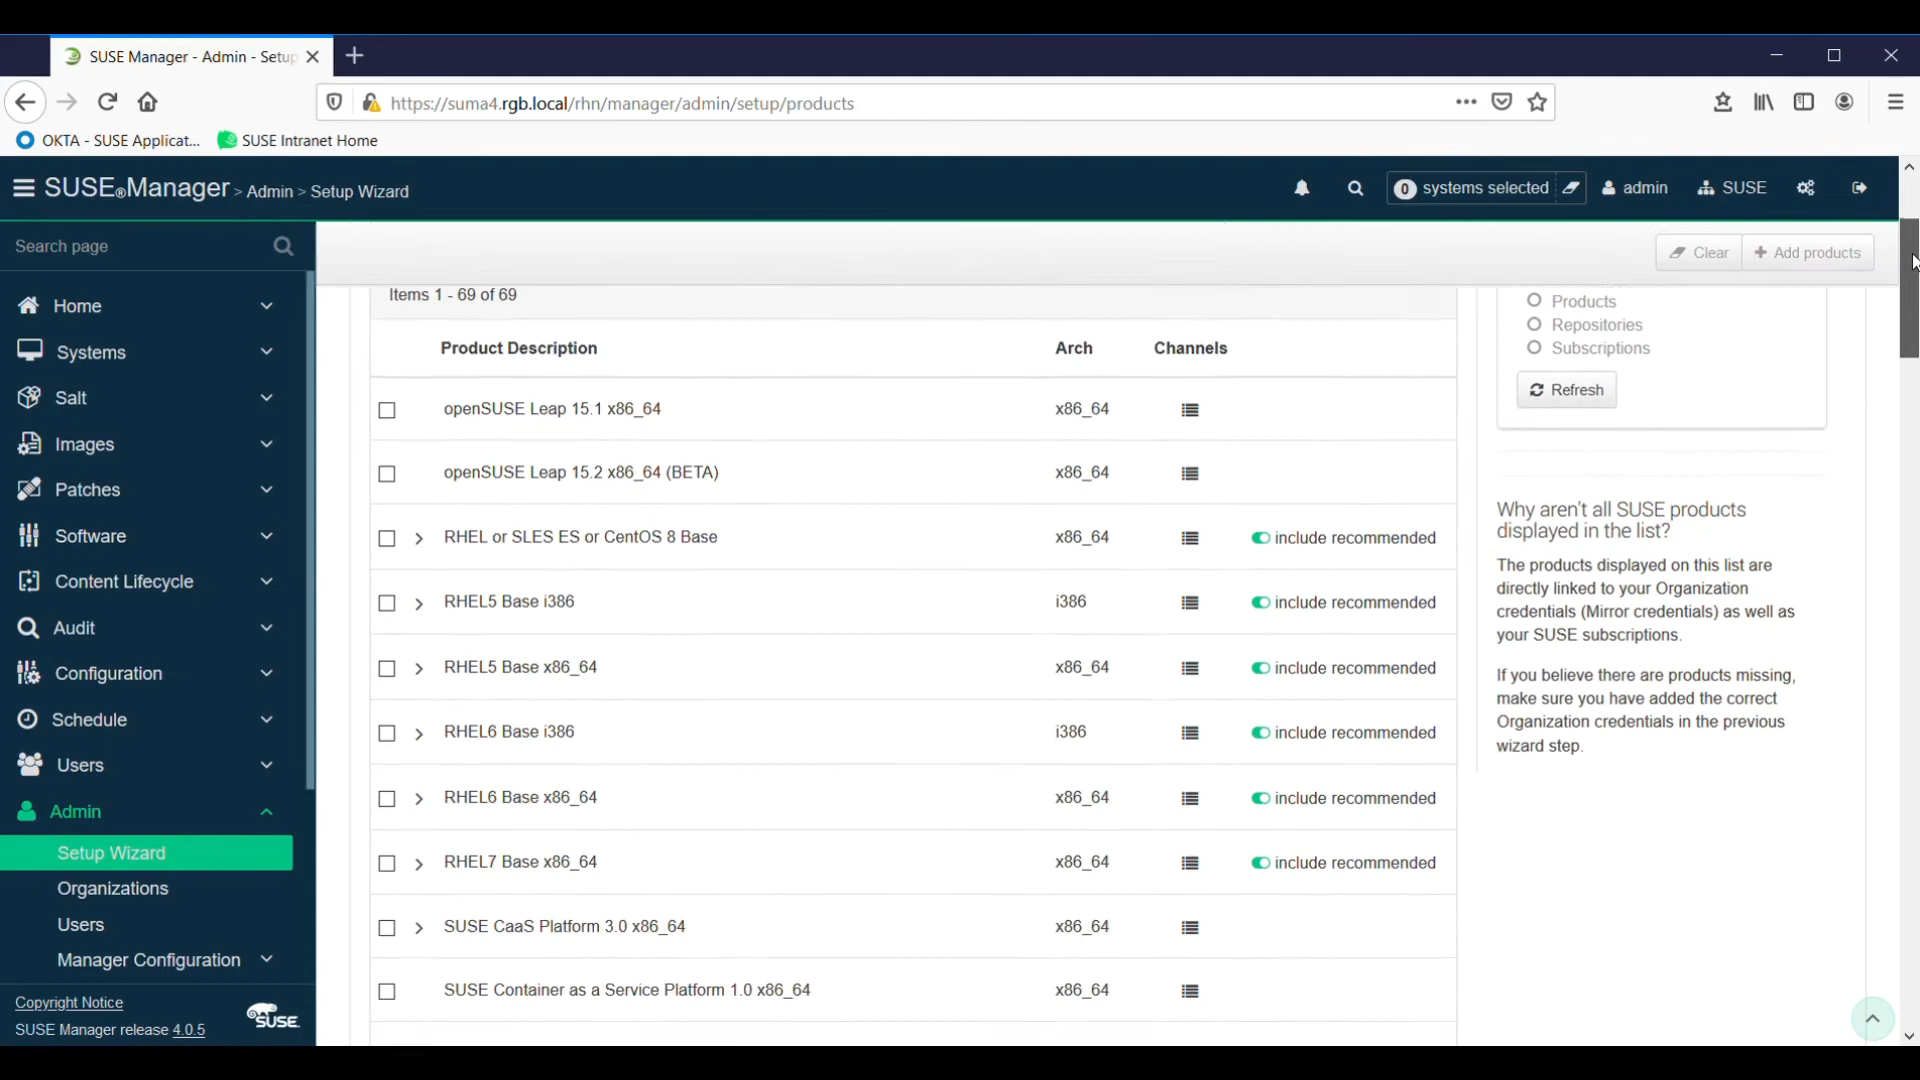 SUSE Manager - Admin - Setup
https://suma4.rgb.local/rhn/manager/admin/setup/products
OKTA - SUSE Applicat... SUSE Intranet Home
SUSE®Manager > Admin > Setup Wizard 0 systems selected admin SUSE
Search page
Clear Add products
Home
Systems
Salt
Images
Patches
Software
Content Lifecycle
Audit
Configuration
Schedule
Users
Admin
Setup Wizard
Organizations
Users
Manager Configuration
Copyright Notice
SUSE Manager release 4.0.5
SUSE
Items 1 - 69 of 69
Product Description Arch Channels
openSUSE Leap 15.1 x86_64 x86_64
openSUSE Leap 15.2 x86_64 (BETA) x86_64
RHEL or SLES ES or CentOS 8 Base x86_64 include recommended
RHEL5 Base i386 i386 include recommended
RHEL5 Base x86_64 x86_64 include recommended
RHEL6 Base i386 i386 include recommended
RHEL6 Base x86_64 x86_64 include recommended
RHEL7 Base x86_64 x86_64 include recommended
SUSE CaaS Platform 3.0 x86_64 x86_64
SUSE Container as a Service Platform 1.0 x86_64 x86_64
Products
Repositories
Subscriptions
Refresh
Why aren't all SUSE products
displayed in the list?
The products displayed on this list are
directly linked to your Organization
credentials (Mirror credentials) as well as
your SUSE subscriptions.
If you believe there are products missing,
make sure you have added the correct
Organization credentials in the previous
wizard step.